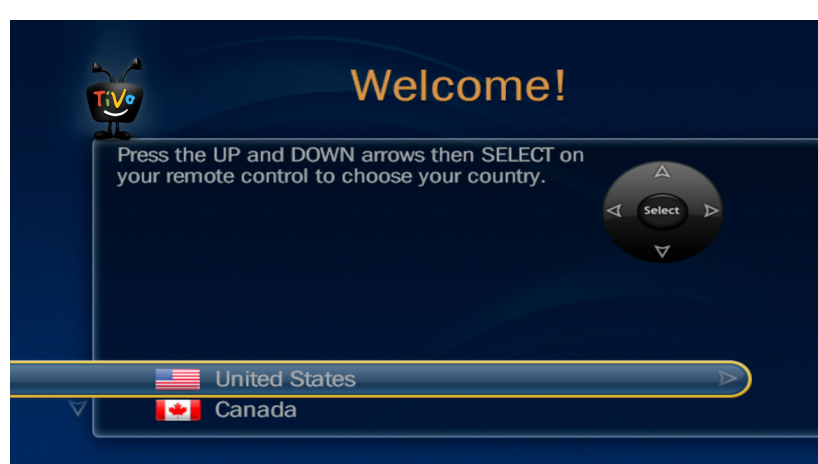 TiVo
Welcome!
Press the UP and DOWN arrows then SELECT on
your remote control to choose your country.
Select
United States
Canada